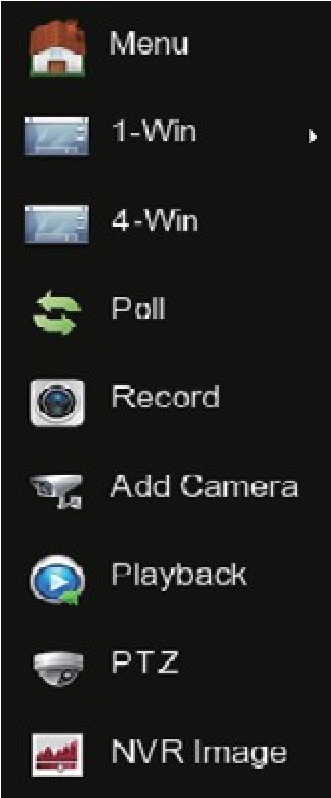 Menu
1-Win
4-Win
Poll
Record
Add Camera
Playback
PTZ
NVR Image